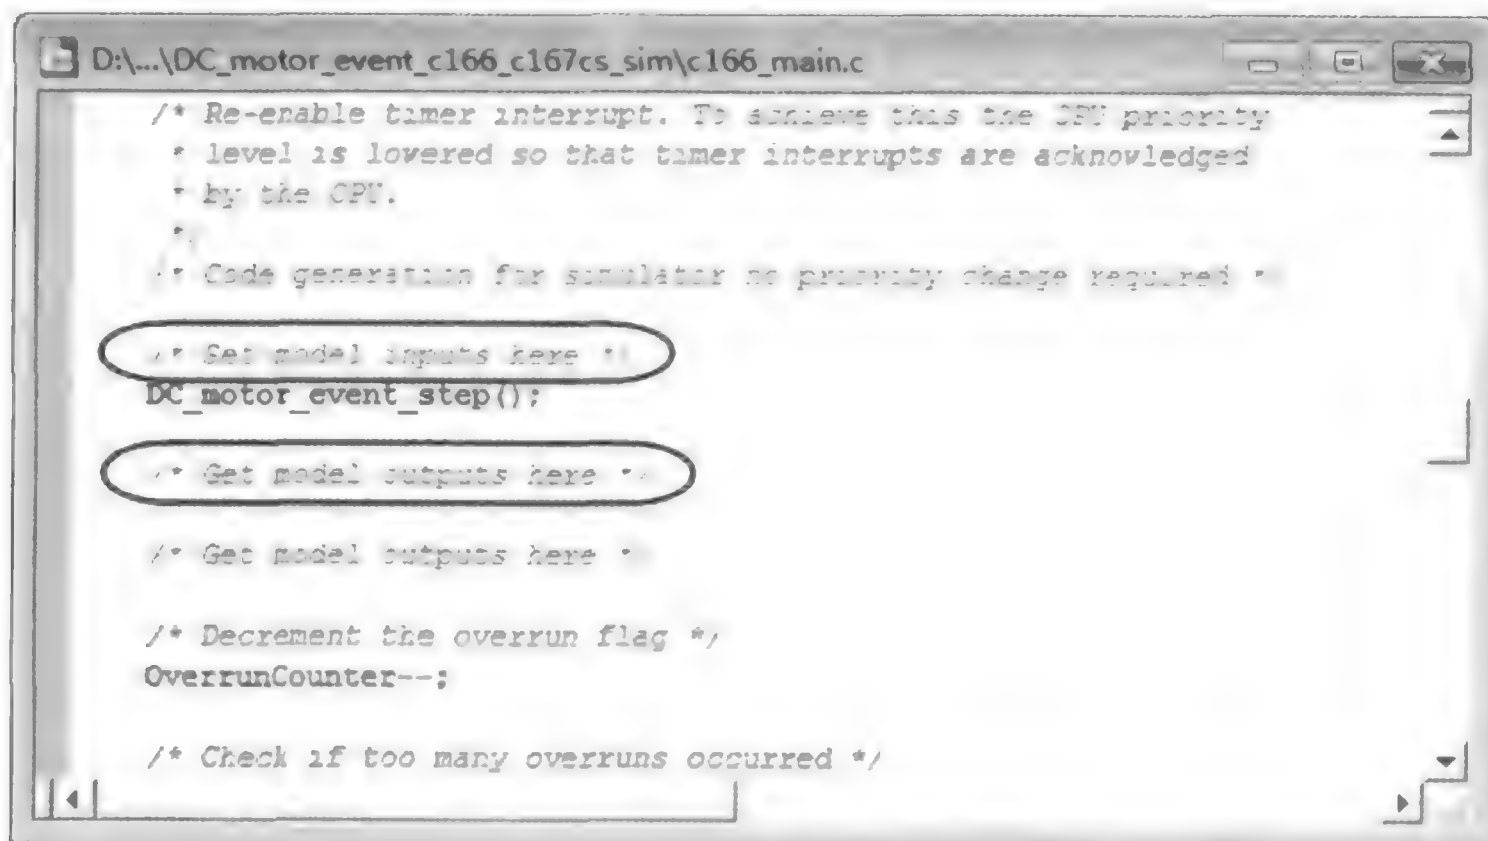 D:\...\DC_motor_event_c166_c167cs_sim\c166_main.c
/* Re-enable timer interrupt. To achieve this the CPU priority
* level is lowered so that timer interrupts are acknowledged
* by the CPU.
*/
/* Code generation for simulator no priority change required */
/* Set model inputs here */
DC_motor_event_step();
/* Get model outputs here */
/* Get model outputs here */
/* Decrement the overrun flag */
OverrunCounter--;
/* Check if too many overruns occurred */